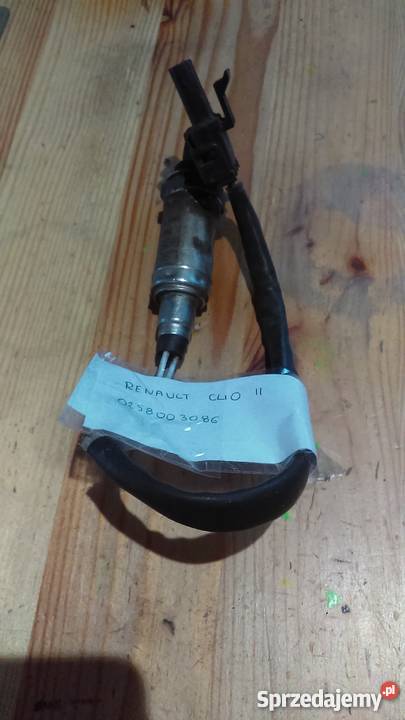 RENAULT CLIO II
0258003086
Sprzedajemy.pl